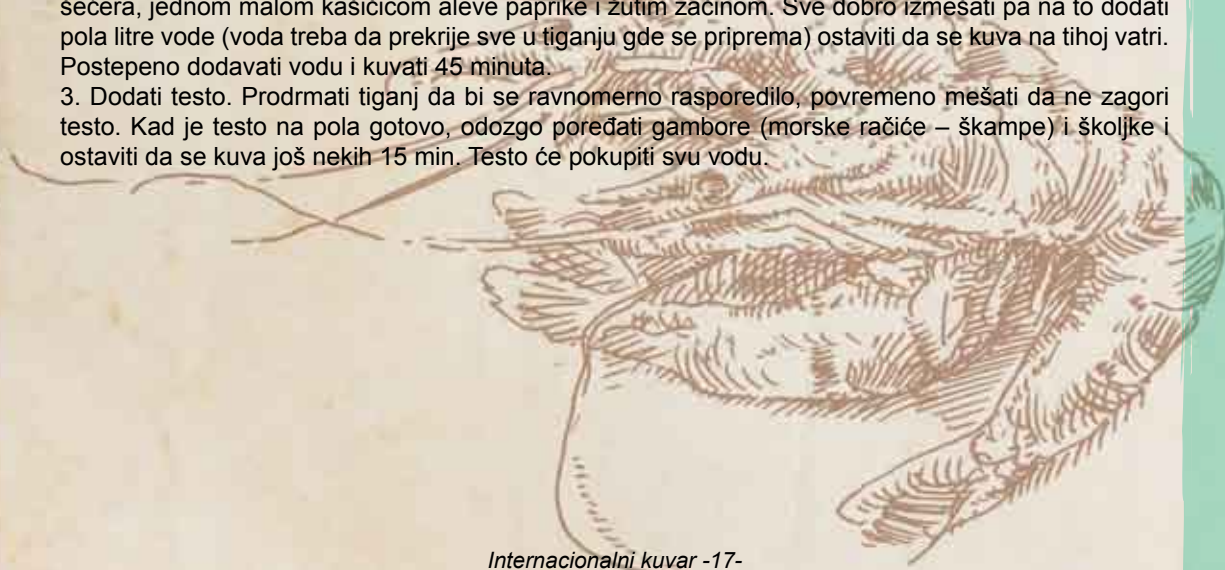 šećera, jednom malom kašičicom aleve paprike i žutim začinom. Sve dobro izmešati pa na to dodati
pola litre vode (voda treba da prekrije sve u tiganju gde se priprema) ostaviti da se kuva na tihoj vatri.
Postepeno dodavati vodu i kuvati 45 minuta.
3. Dodati testo. Prodrmati tiganj da bi se ravnomerno rasporedilo, povremeno mešati da ne zagori
testo. Kad je testo na pola gotovo, odozgo poređati gambore (morske račiće – škampe) i školjke i
ostaviti da se kuva još nekih 15 min. Testo će pokupiti svu vodu.
Internacionalni kuvar -17-